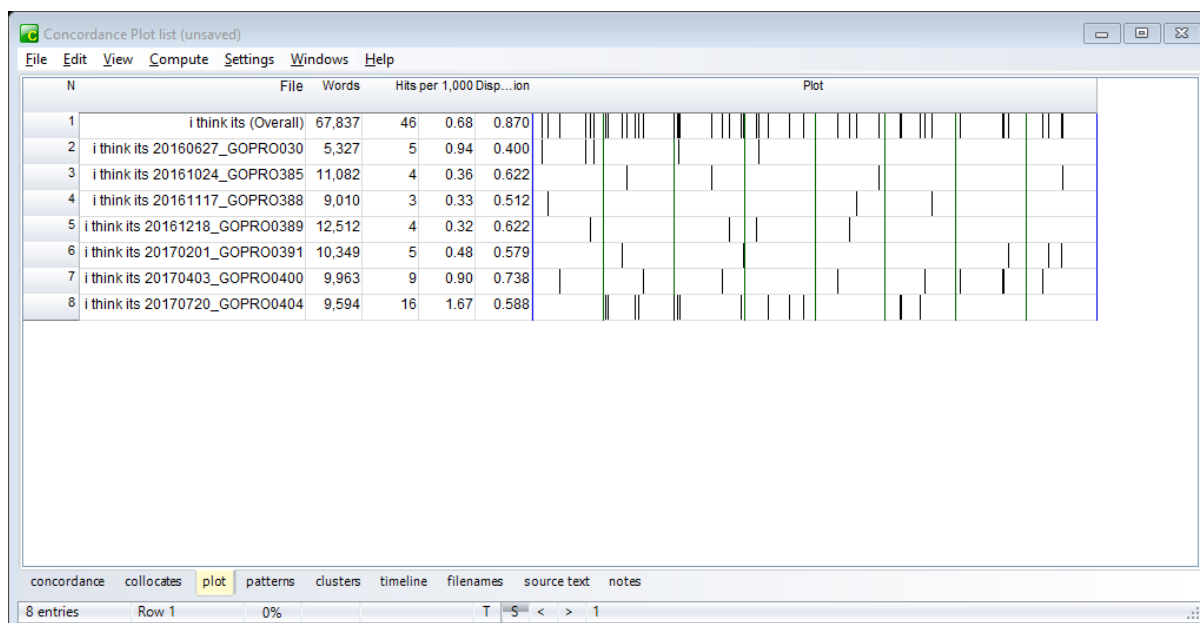 Concordance Plot list (unsaved)
File Edit View Compute Settings Windows Help
N File Words Hits per 1,000 Disp...ion Plot
1 i think its (Overall) 67,837 46 0.68 0.870
2 i think its 20160627_GOPRO030 5,327 5 0.94 0.400
3 i think its 20161024_GOPRO385 11,082 4 0.36 0.622
4 i think its 20161117_GOPRO388 9,010 3 0.33 0.512
5 i think its 20161218_GOPRO0389 12,512 4 0.32 0.622
6 i think its 20170201_GOPRO0391 10,349 5 0.48 0.579
7 i think its 20170403_GOPRO0400 9,963 9 0.90 0.738
8 i think its 20170720_GOPRO0404 9,594 16 1.67 0.588
concordance collocates plot patterns clusters timeline filenames source text notes
8 entries Row 1 0% T S < > 1